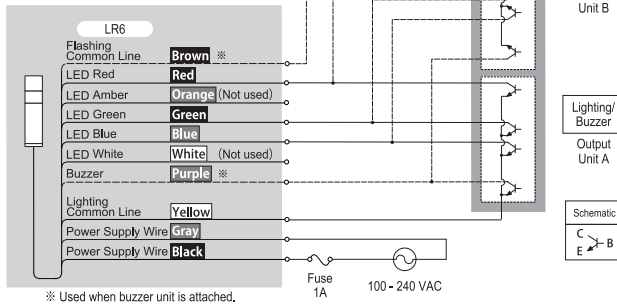 LR6
Flashing
Common Line Brown ※
LED Red Red
LED Amber Orange (Not used)
LED Green Green
LED Blue Blue
LED White White (Not used)
Buzzer Purple ※
Lighting
Common Line Yellow
Power Supply Wire Gray
Power Supply Wire Black
※ Used when buzzer unit is attached.
Fuse
1A
100 - 240 VAC
Unit B
Lighting/
Buzzer
Output
Unit A
Schematic
C
B
E